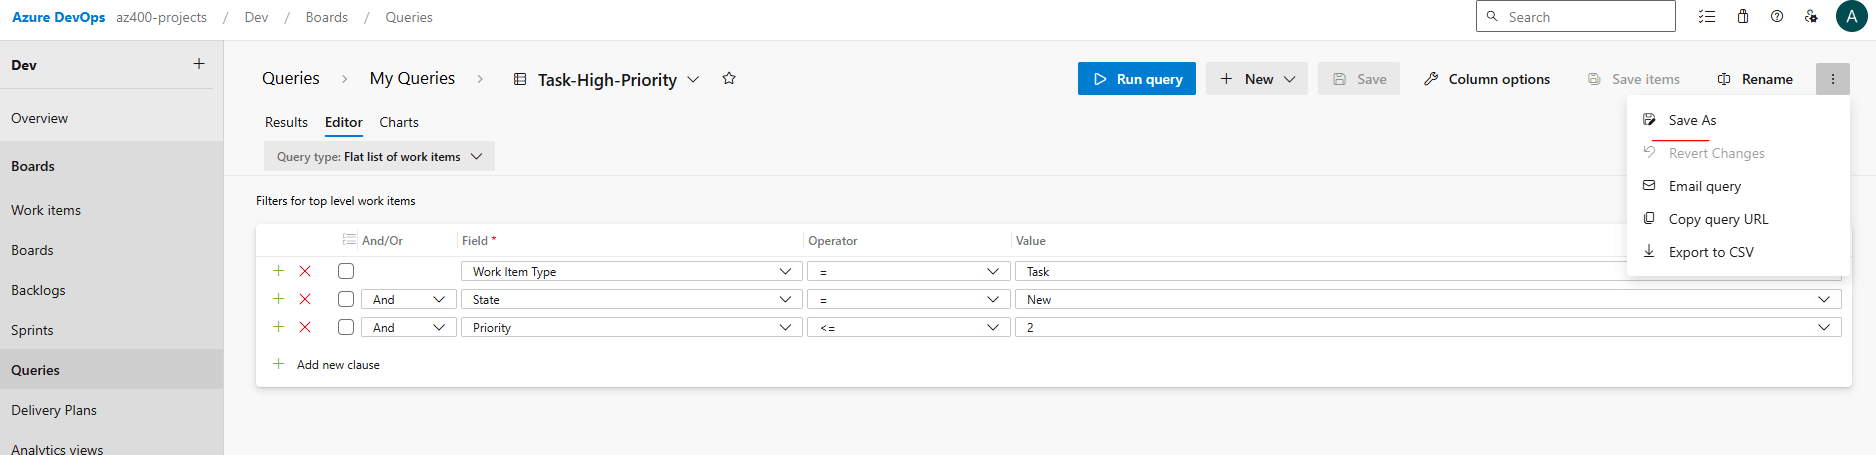 Azure DevOps az400-projects / Dev / Boards / Queries
Search
A
Dev
Overview
Boards
Work items
Boards
Backlogs
Sprints
Queries
Delivery Plans
Analytics views
Queries > My Queries > Task-High-Priority
Run query
New
Save
Column options
Save items
Rename
Save As
Revert Changes
Email query
Copy query URL
Export to CSV
Results Editor Charts
Query type: Flat list of work items
Filters for top level work items
And/Or Field * Operator Value
Work Item Type = Task
And State = New
And Priority <= 2
Add new clause